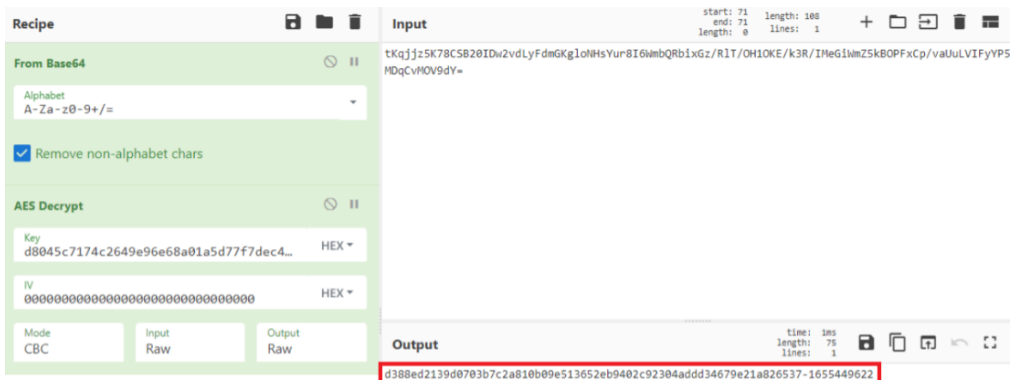 Recipe
From Base64
Alphabet
A-Za-z0-9+/=
Remove non-alphabet chars
AES Decrypt
Key
d8045c7174c2649e96e68a01a5d77f7dec4…
HEX
IV
00000000000000000000000000000000
HEX
Mode
CBC
Input
Raw
Output
Raw
Input
start: 71
end: 71
length: 0
length: 108
lines: 1
tKqjjz5K78CSB20IDw2vdLyFdmGKgloNHsYur8I6WmbQRbixGz/RlT/OH1OKE/k3R/IMeGiWmZ5kBOPFxCp/vaUuLVIFyYP5
MDqCvMOV9dY=
Output
time: 1ms
length: 75
lines: 1
d388ed2139d0703b7c2a810b09e513652eb9402c92304addd34679e21a826537-1655449622